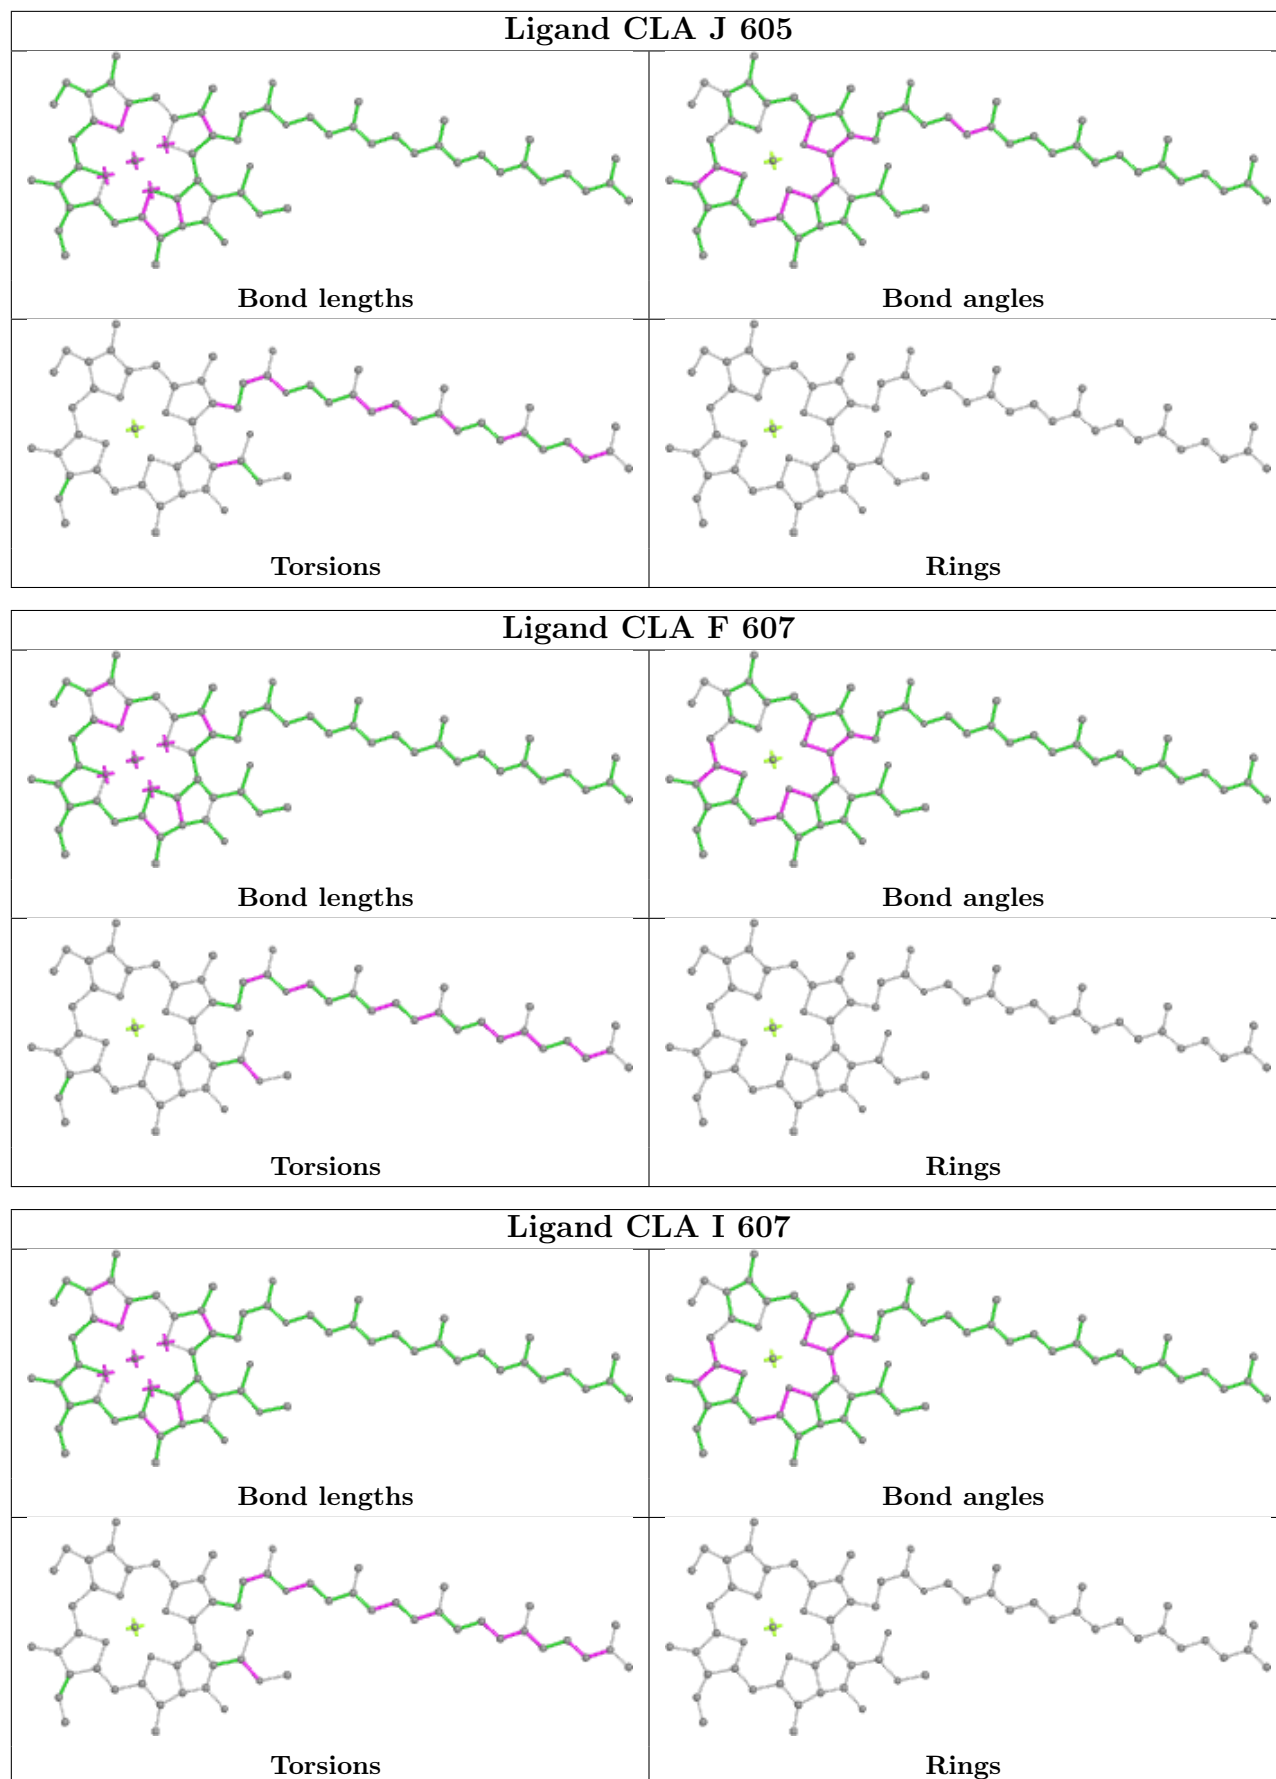 Ligand CLA J 605
Bond lengths
Bond angles
Torsions
Rings
Ligand CLA F 607
Bond lengths
Bond angles
Torsions
Rings
Ligand CLA I 607
Bond lengths
Bond angles
Torsions
Rings